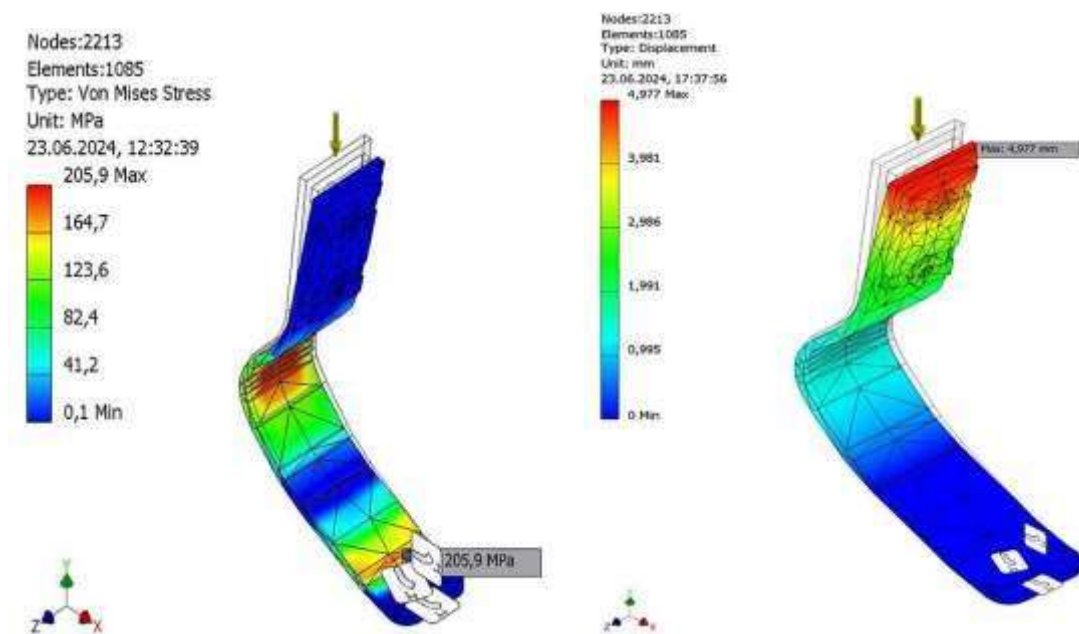 Nodes:2213
Elements:1085
Type: Von Mises Stress
Unit: MPa
23.06.2024, 12:32:39
205,9 Max
164,7
123,6
82,4
41,2
0,1 Min
205,9 MPa
Y
Z
X
Nodes:2213
Elements:1085
Type: Displacement
Unit: mm
23.06.2024, 17:37:56
4,977 Max
3,981
2,986
1,991
0,995
0 Min
Max: 4,977 mm
Y
Z
X